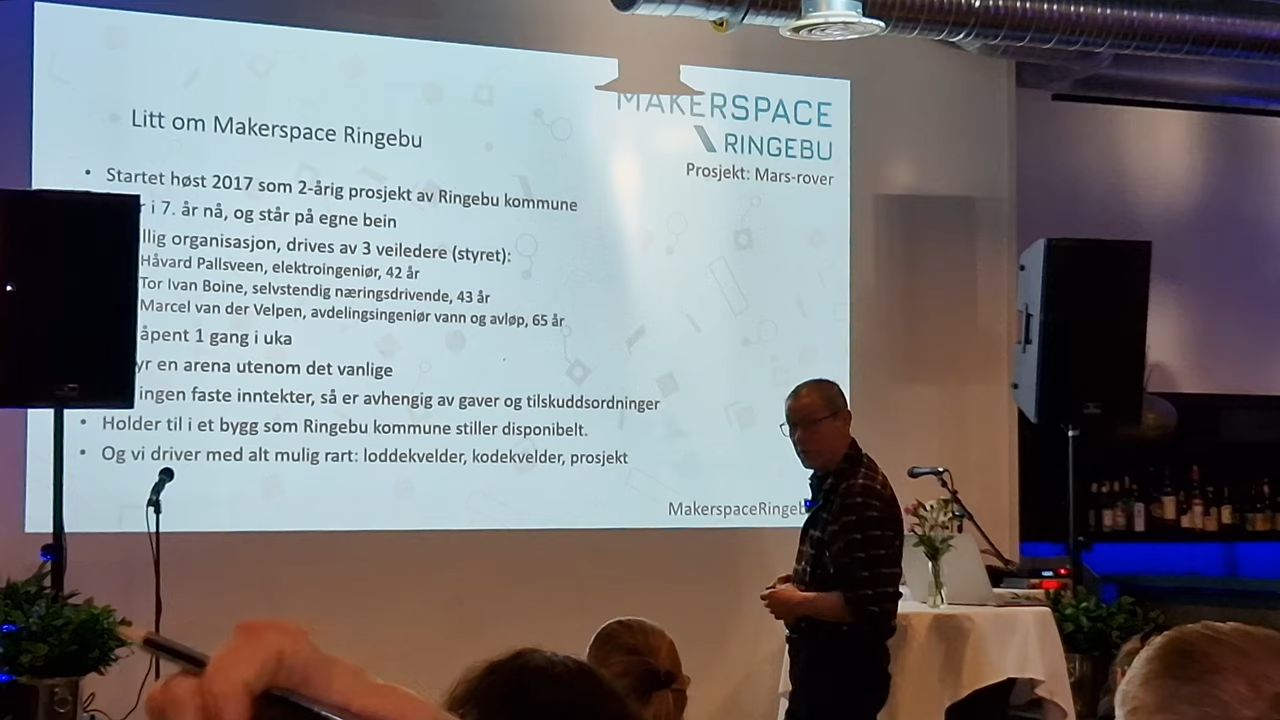 MAKERSPACE
RINGEBU
Prosjekt: Mars-rover
Litt om Makerspace Ringebu
• Startet høst 2017 som 2-årig prosjekt av Ringebu kommune
i 7. år nå, og står på egne bein
organisasjon, drives av 3 veiledere (styret):
Håvard Pallsveen, elektroingeniør, 42 år
Tor Ivan Boine, selvstendig næringsdrivende, 43 år
Marcel van der Velpen, avdelingsingeniør vann og avløp, 65 år
åpent 1 gang i uka
en arena utenom det vanlige
ingen faste inntekter, så er avhengig av gaver og tilskuddsordninger
• Holder til i et bygg som Ringebu kommune stiller disponibelt.
• Og vi driver med alt mulig rart: loddekvelder, kodekvelder, prosjekt
MakerspaceRingeb